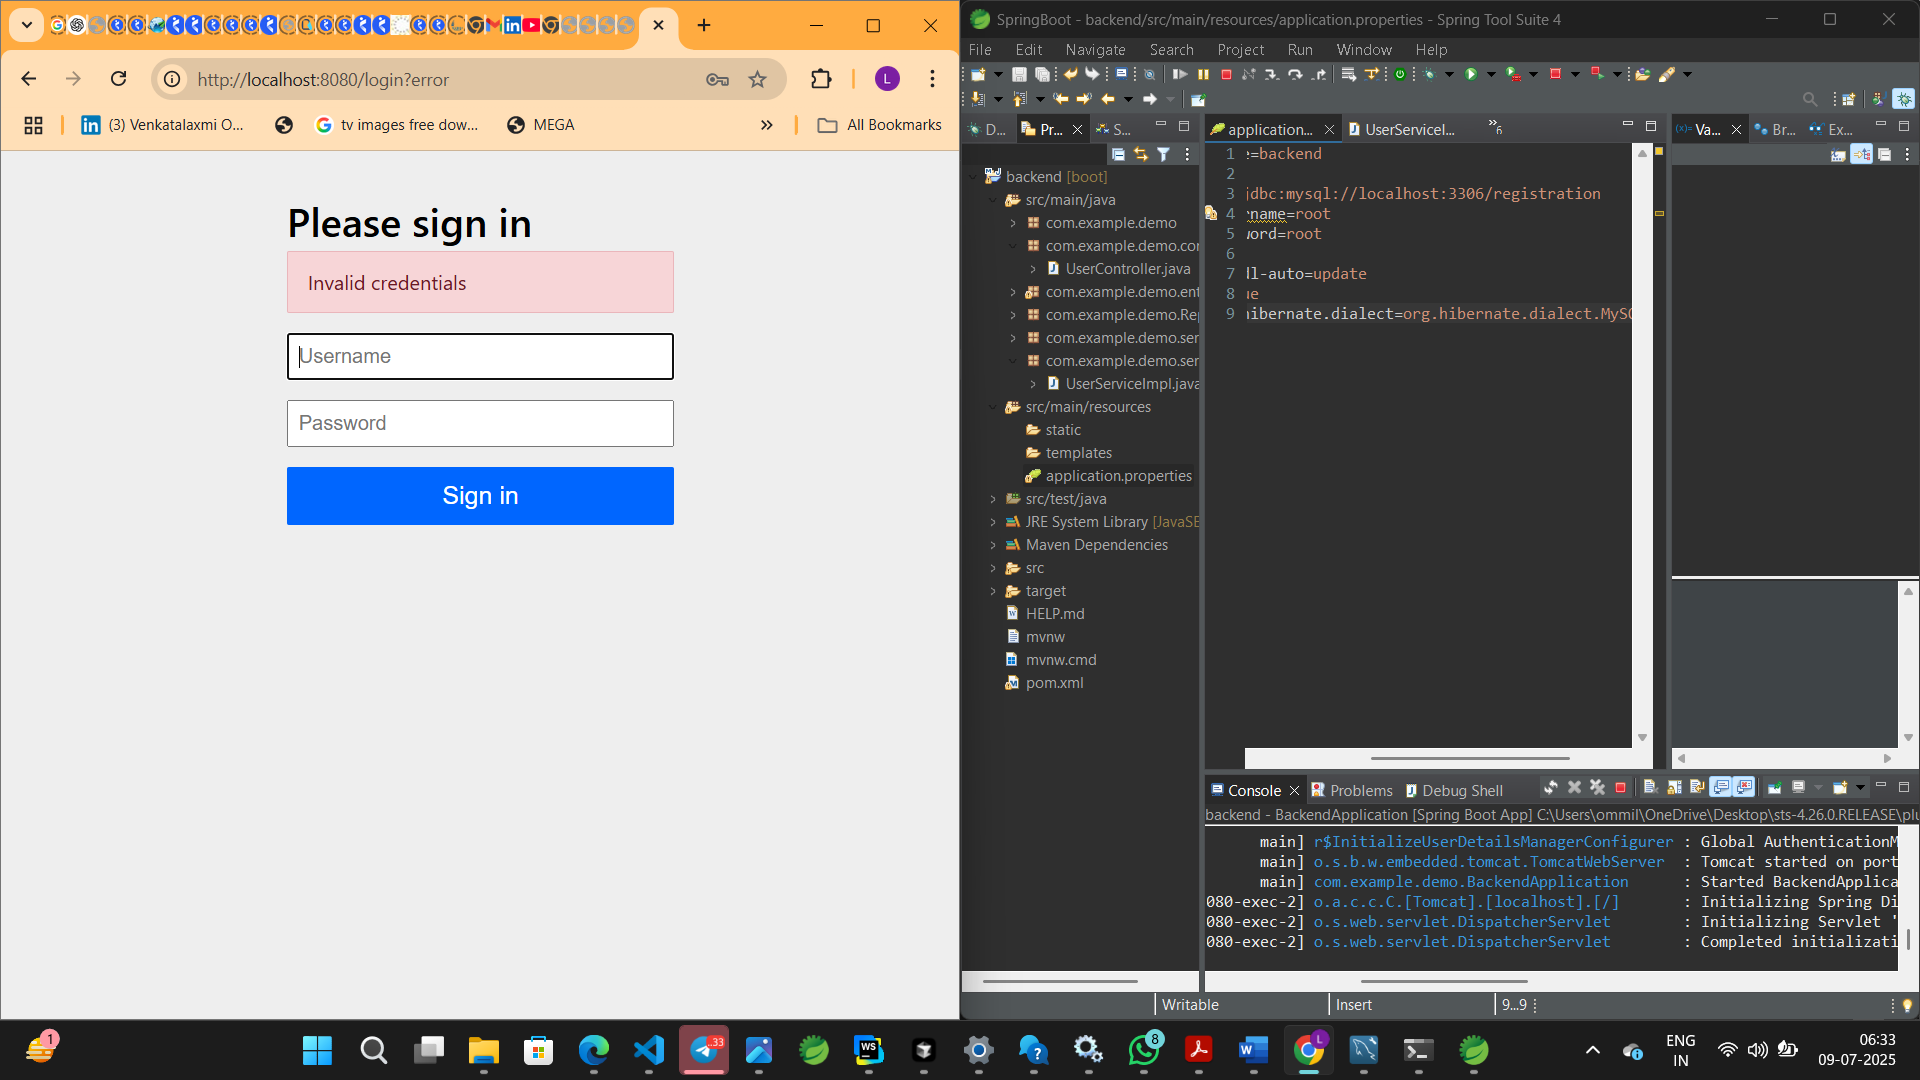 http://localhost:8080/login?error
L
(3) Venkatalaxmi O...
tv images free dow...
MEGA
All Bookmarks
Please sign in
Invalid credentials
Username
Password
Sign in
SpringBoot - backend/src/main/resources/application.properties - Spring Tool Suite 4
File Edit Navigate Search Project Run Window Help
D...
Pr...
S...
backend [boot]
src/main/java
com.example.demo
com.example.demo.con
UserController.java
com.example.demo.ent
com.example.demo.Rep
com.example.demo.ser
com.example.demo.ser
UserServiceImpl.java
src/main/resources
static
templates
application.properties
src/test/java
JRE System Library [JavaSE
Maven Dependencies
src
target
HELP.md
mvnw
mvnw.cmd
pom.xml
application...
UserServiceI...
6
1 =backend
2
3 jdbc:mysql://localhost:3306/registration
4 name=root
5 word=root
6
7 dl-auto=update
8 ue
9 hibernate.dialect=org.hibernate.dialect.MySQ
Va...
Br...
Ex...
Console
Problems
Debug Shell
backend - BackendApplication [Spring Boot App] C:\Users\ommil\OneDrive\Desktop\sts-4.26.0.RELEASE\plu
main] r$InitializeUserDetailsManagerConfigurer : Global AuthenticationM
main] o.s.b.w.embedded.tomcat.TomcatWebServer : Tomcat started on port
main] com.example.demo.BackendApplication : Started BackendApplica
080-exec-2] o.a.c.c.C.[Tomcat].[localhost].[/] : Initializing Spring Di
080-exec-2] o.s.web.servlet.DispatcherServlet : Initializing Servlet '
080-exec-2] o.s.web.servlet.DispatcherServlet : Completed initializati
Writable
Insert
9...9
1
WS
..33
8
L
ENG
IN
06:33
09-07-2025